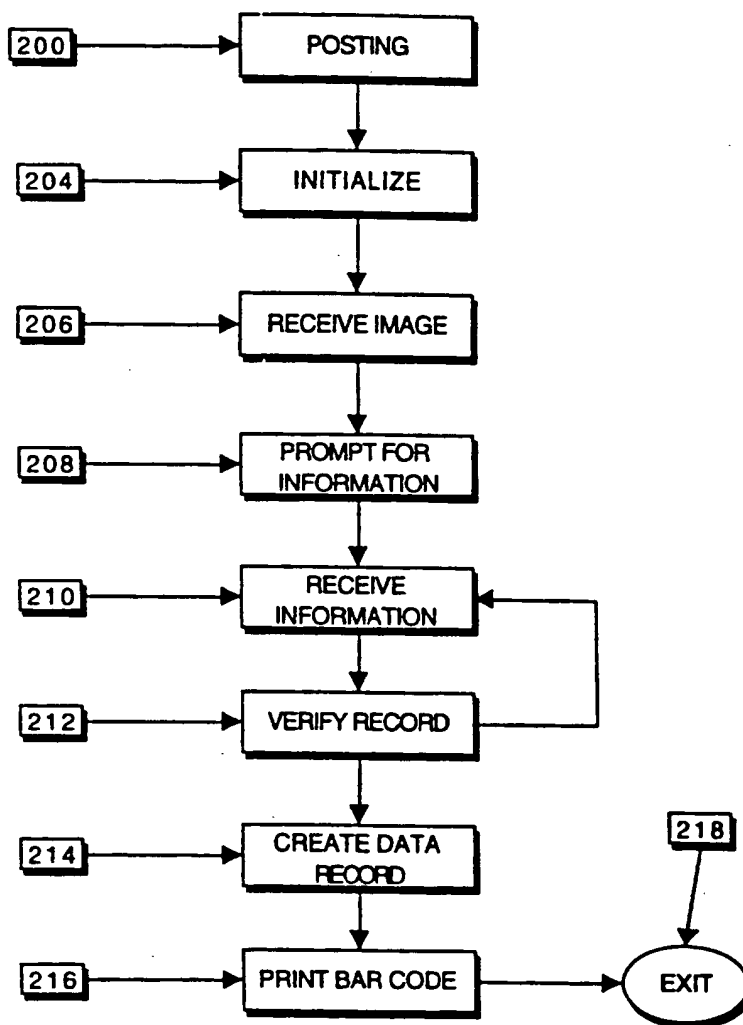 200
POSTING
204
INITIALIZE
206
RECEIVE IMAGE
208
PROMPT FOR
INFORMATION
210
RECEIVE
INFORMATION
212
VERIFY RECORD
214
CREATE DATA
RECORD
218
216
PRINT BAR CODE
EXIT